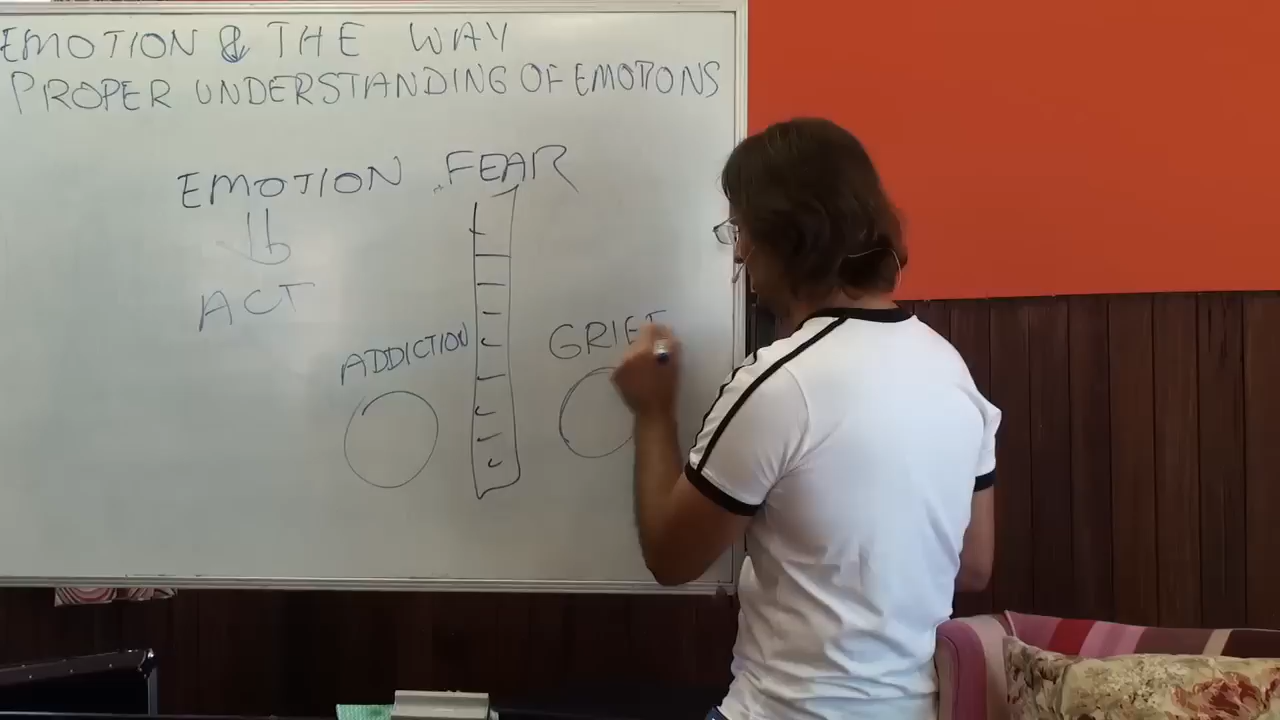 EMOTION & THE WAY
PROPER UNDERSTANDING OF EMOTIONS
EMOTION FEAR
ACT
ADDICTION
GRIEF